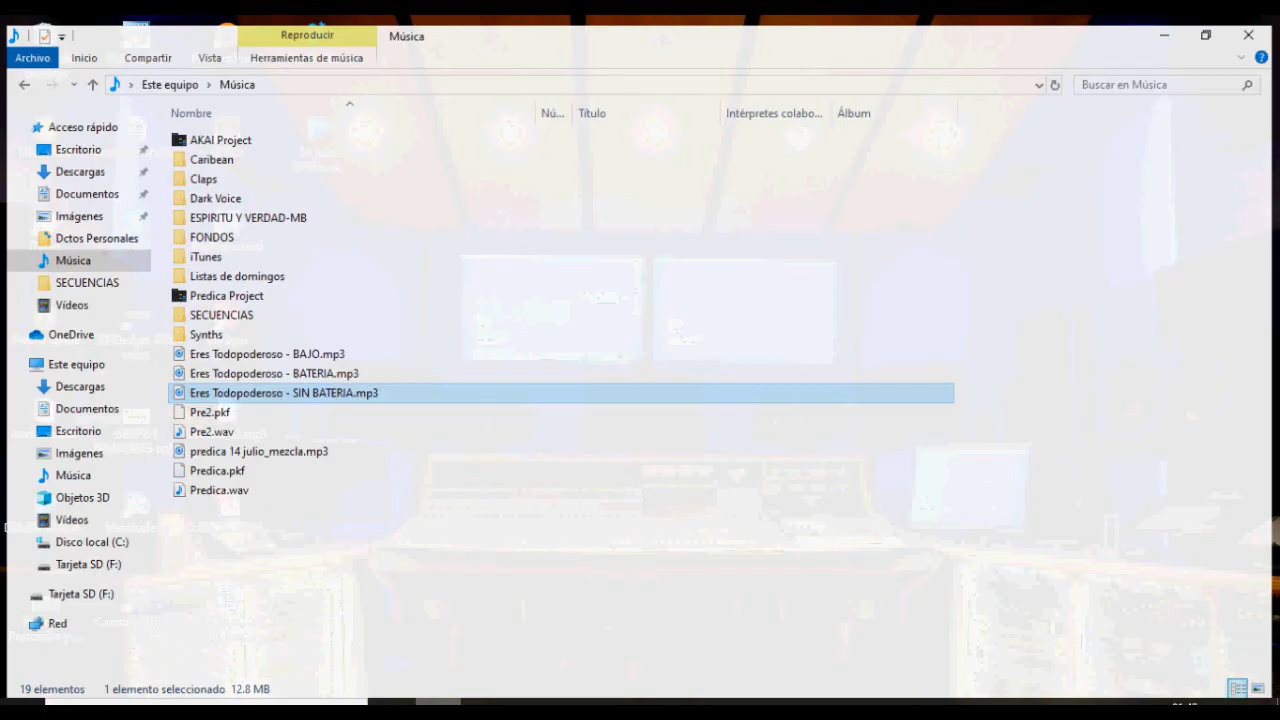 Reproducir
Música
Archivo
Inicio
Compartir
Vista
Herramientas de música
Este equipo › Música
Buscar en Música
Nombre
Nú...
Título
Intérpretes colabo...
Álbum
Acceso rápido
Escritorio
Descargas
Documentos
Imágenes
Dctos Personales
Música
SECUENCIAS
Vídeos
OneDrive
Este equipo
Descargas
Documentos
Escritorio
Imágenes
Música
Objetos 3D
Vídeos
Disco local (C:)
Tarjeta SD (F:)
Tarjeta SD (F:)
Red
AKAI Project
Caribean
Claps
Dark Voice
ESPIRITU Y VERDAD-MB
FONDOS
iTunes
Listas de domingos
Predica Project
SECUENCIAS
Synths
Eres Todopoderoso - BAJO.mp3
Eres Todopoderoso - BATERIA.mp3
Eres Todopoderoso - SIN BATERIA.mp3
Pre2.pkf
Pre2.wav
predica 14 julio_mezcla.mp3
Predica.pkf
Predica.wav
19 elementos
1 elemento seleccionado 12.8 MB